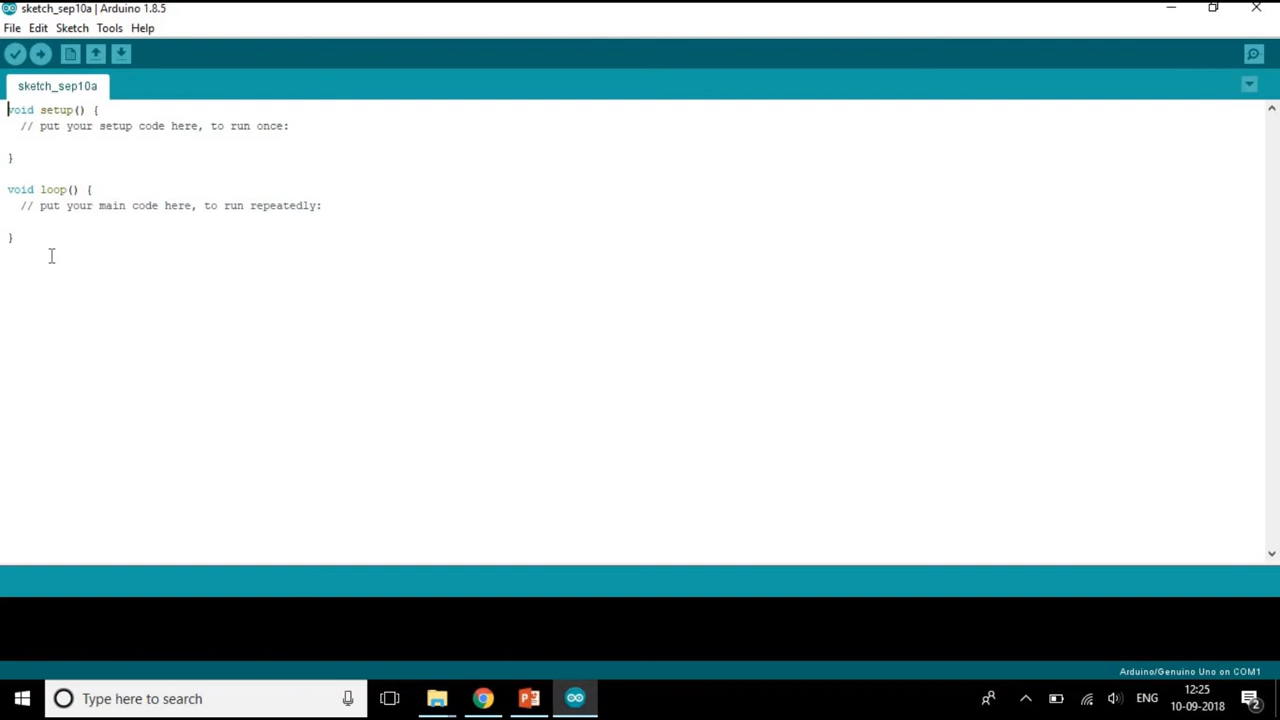 sketch_sep10a | Arduino 1.8.5
File Edit Sketch Tools Help
sketch_sep10a
void setup() {
// put your setup code here, to run once:
}
void loop() {
// put your main code here, to run repeatedly:
}
Arduino/Genuino Uno on COM1
Type here to search
ENG
12:25
10-09-2018
2